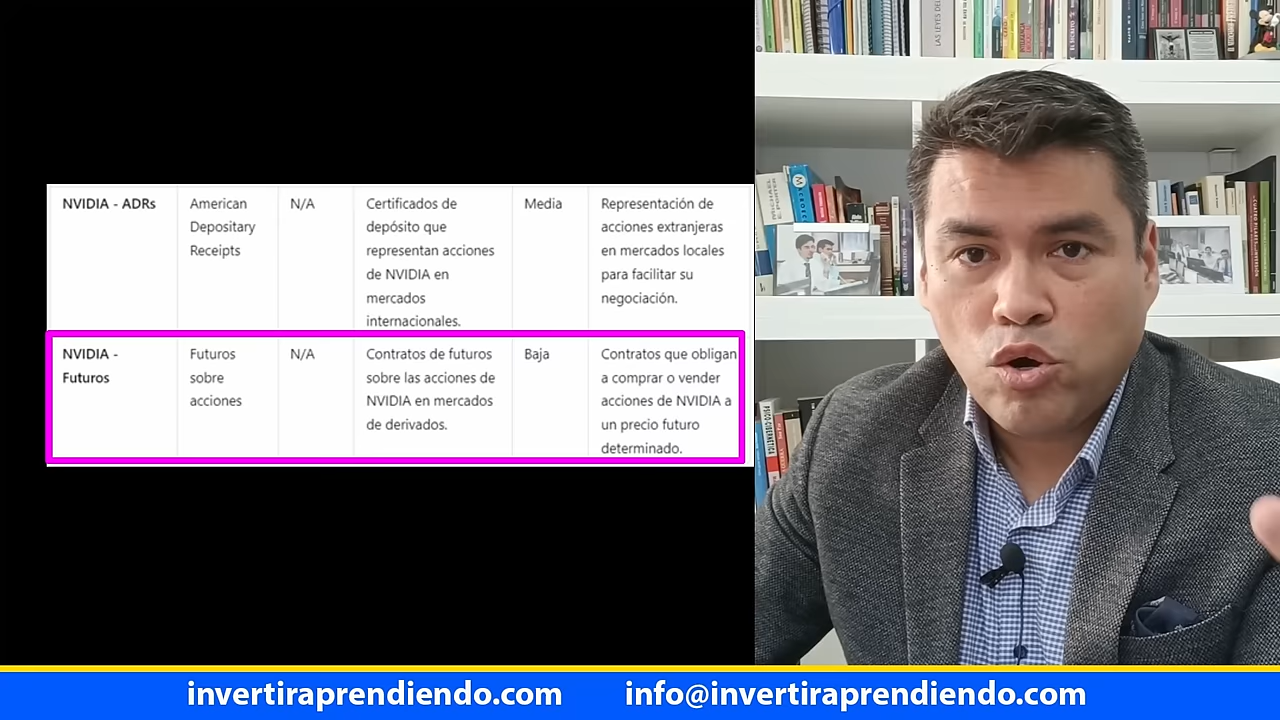 NVIDIA - ADRs
American
Depositary
Receipts
N/A
Certificados de
depósito que
representan acciones
de NVIDIA en
mercados
internacionales.
Media
Representación de
acciones extranjeras
en mercados locales
para facilitar su
negociación.
NVIDIA -
Futuros
Futuros
sobre
acciones
N/A
Contratos de futuros
sobre las acciones de
NVIDIA en mercados
de derivados.
Baja
Contratos que obligan
a comprar o vender
acciones de NVIDIA a
un precio futuro
determinado.
MICHAEL
E. PORTER
invertiraprendiendo.com
info@invertiraprendiendo.com